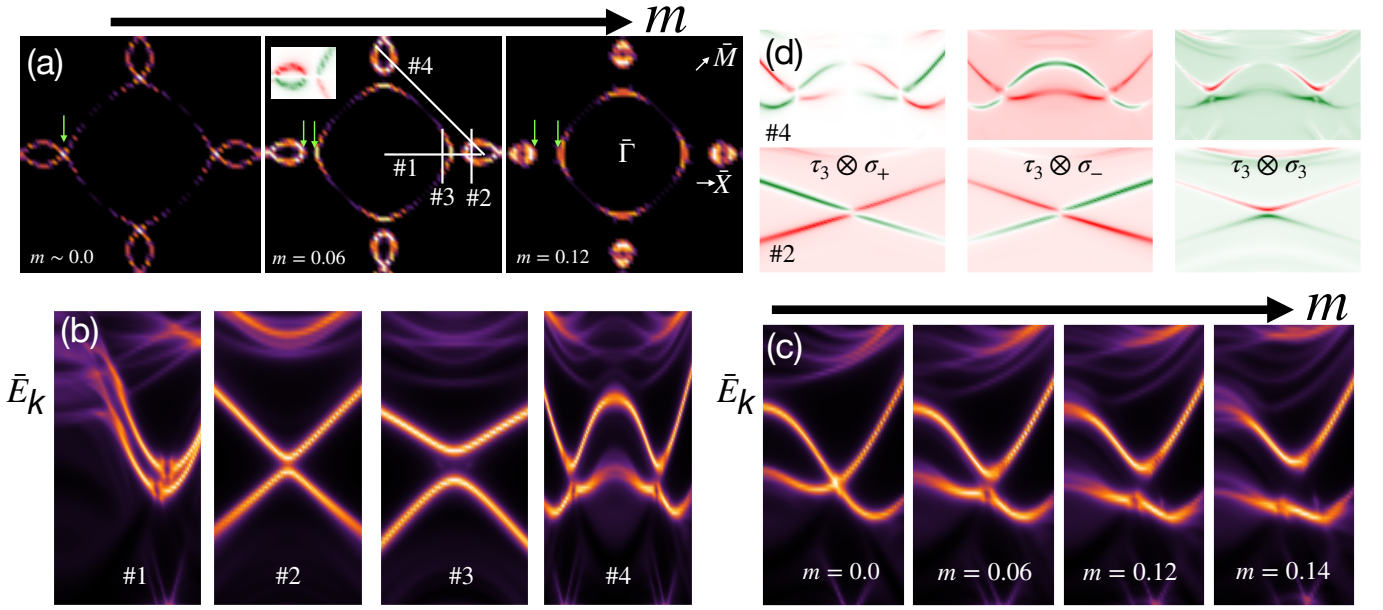 m
(a)
#4
#1
#3
#2
m ∼ 0.0
m = 0.06
M̄
Γ̄
→X̄
m = 0.12
(d)
#4
τ₃ ⊗ σ₊
τ₃ ⊗ σ₋
τ₃ ⊗ σ₃
#2
(b)
Ēk
#1
#2
#3
#4
m
(c)
Ēk
m = 0.0
m = 0.06
m = 0.12
m = 0.14